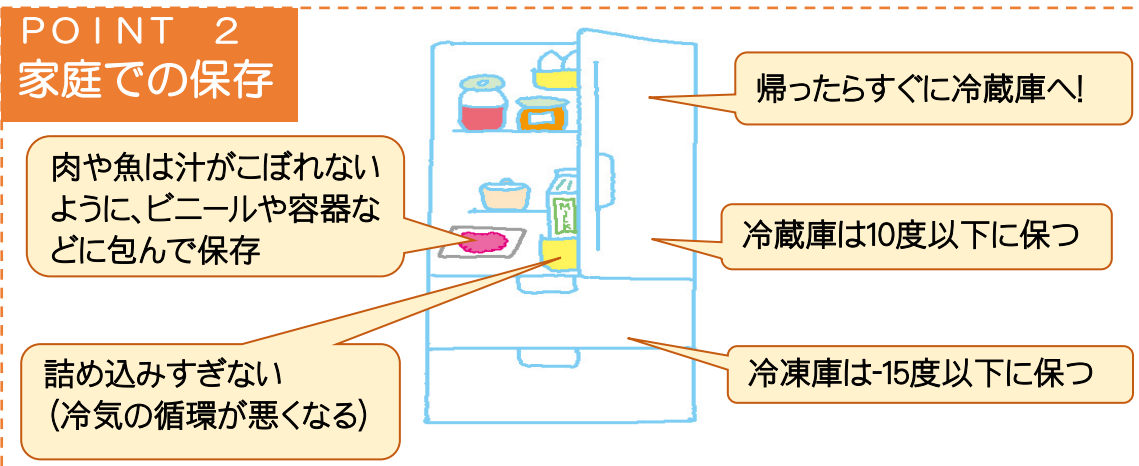 POINT 2
家庭での保存
帰ったらすぐに冷蔵庫へ!
肉や魚は汁がこぼれない
ように、ビニールや容器な
どに包んで保存
冷蔵庫は10度以下に保つ
MILK
詰め込みすぎない
(冷気の循環が悪くなる)
冷凍庫は-15度以下に保つ